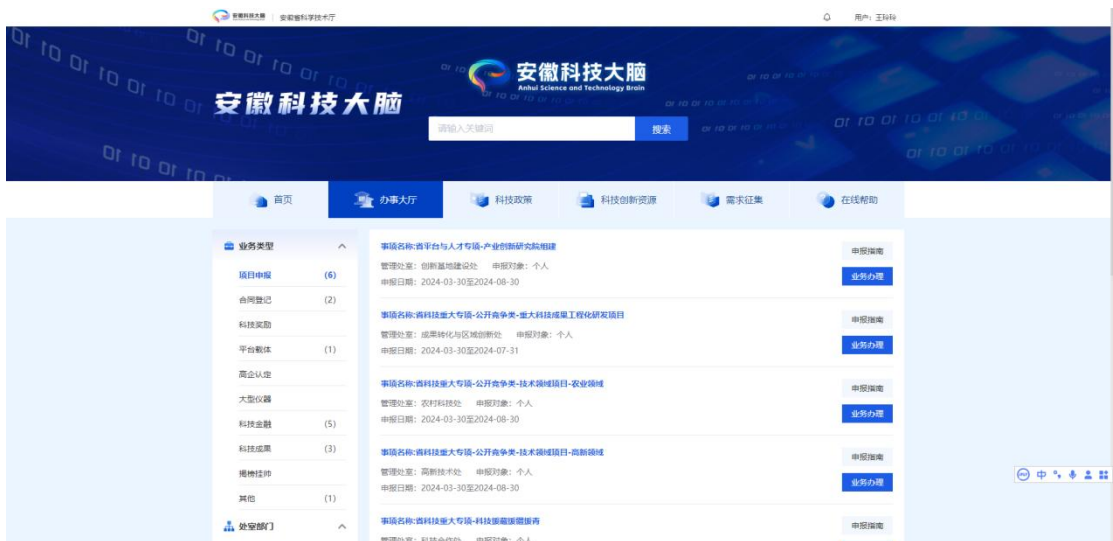 安徽科技大脑 安徽省科学技术厅
用户：王玲玲
安徽科技大脑
安徽科技大脑
Anhui Science and Technology Brain
请输入关键词 搜索
首页 办事大厅 科技政策 科技创新资源 需求征集 在线帮助
业务类型
项目申报 (6)
合同登记 (2)
科技奖励
平台载体 (1)
高企认定
大型仪器
科技金融 (5)
科技成果 (3)
揭榜挂帅
其他 (1)
处室部门
事项名称:省平台与人才专项-产业创新研究院组建
管理处室：创新基地建设处 申报对象：个人
申报日期：2024-03-30至2024-08-30
申报指南
业务办理
事项名称:省科技重大专项-公开竞争类-重大科技成果工程化研发项目
管理处室：成果转化与区域创新处 申报对象：个人
申报日期：2024-03-30至2024-07-31
申报指南
业务办理
事项名称:省科技重大专项-公开竞争类-技术领域项目-农业领域
管理处室：农村科技处 申报对象：个人
申报日期：2024-03-30至2024-08-30
申报指南
业务办理
事项名称:省科技重大专项-公开竞争类-技术领域项目-高新领域
管理处室：高新技术处 申报对象：个人
申报日期：2024-03-30至2024-08-30
申报指南
业务办理
事项名称:省科技重大专项-科技援藏援疆援青
管理处室：科技合作处 申报对象：个人
申报指南
中